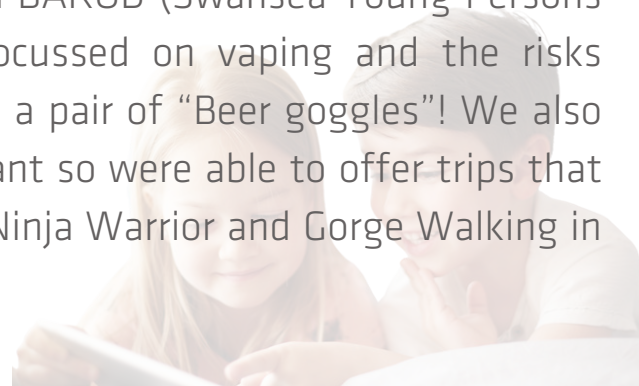 BAROD (Swansea Young Persons
ocussed on vaping and the risks
a pair of “Beer goggles”! We also
ant so were able to offer trips that
Ninja Warrior and Gorge Walking in